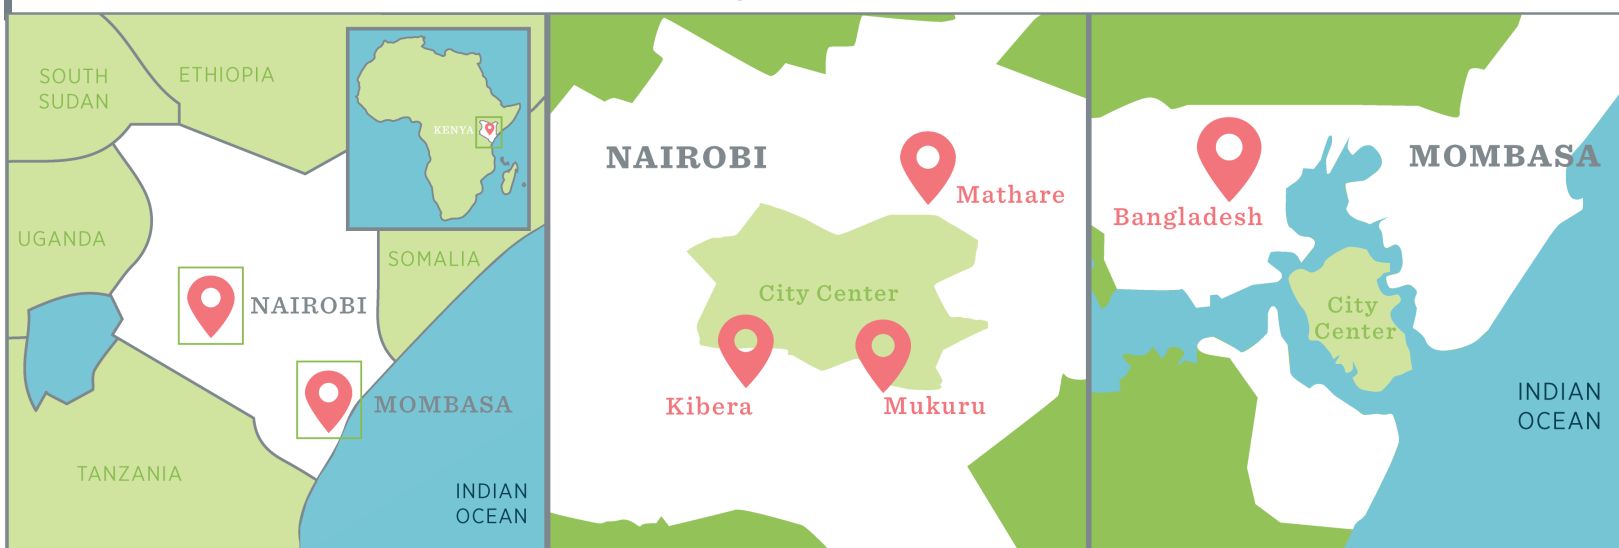 SOUTH
SUDAN
ETHIOPIA
KENYA
UGANDA
SOMALIA
NAIROBI
MOMBASA
TANZANIA
INDIAN
OCEAN
NAIROBI
Mathare
City Center
Kibera
Mukuru
MOMBASA
Bangladesh
City
Center
INDIAN
OCEAN